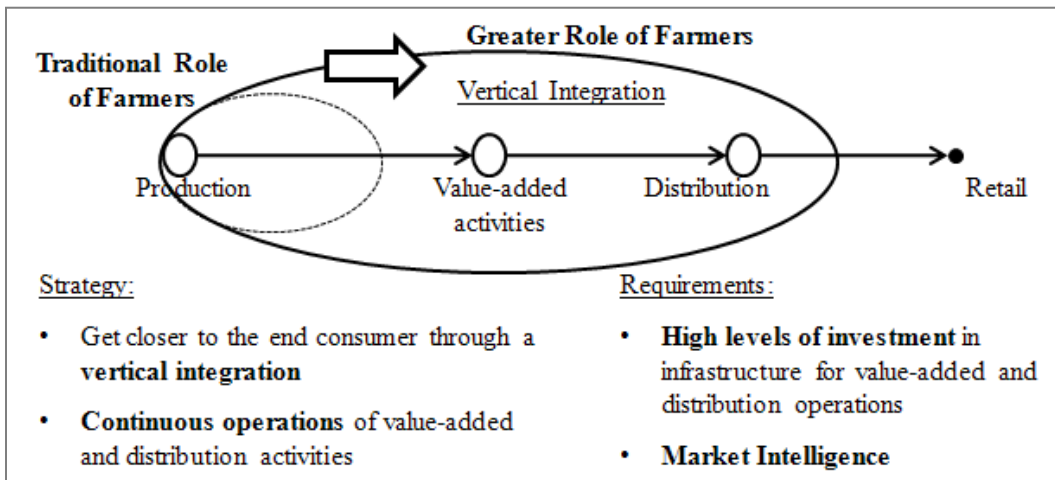 Greater Role of Farmers
Traditional Role
of Farmers
Vertical Integration
Production
Value-added
activities
Distribution
Retail
Strategy:
• Get closer to the end consumer through a
vertical integration
• Continuous operations of value-added
and distribution activities
Requirements:
• High levels of investment in
infrastructure for value-added and
distribution operations
• Market Intelligence